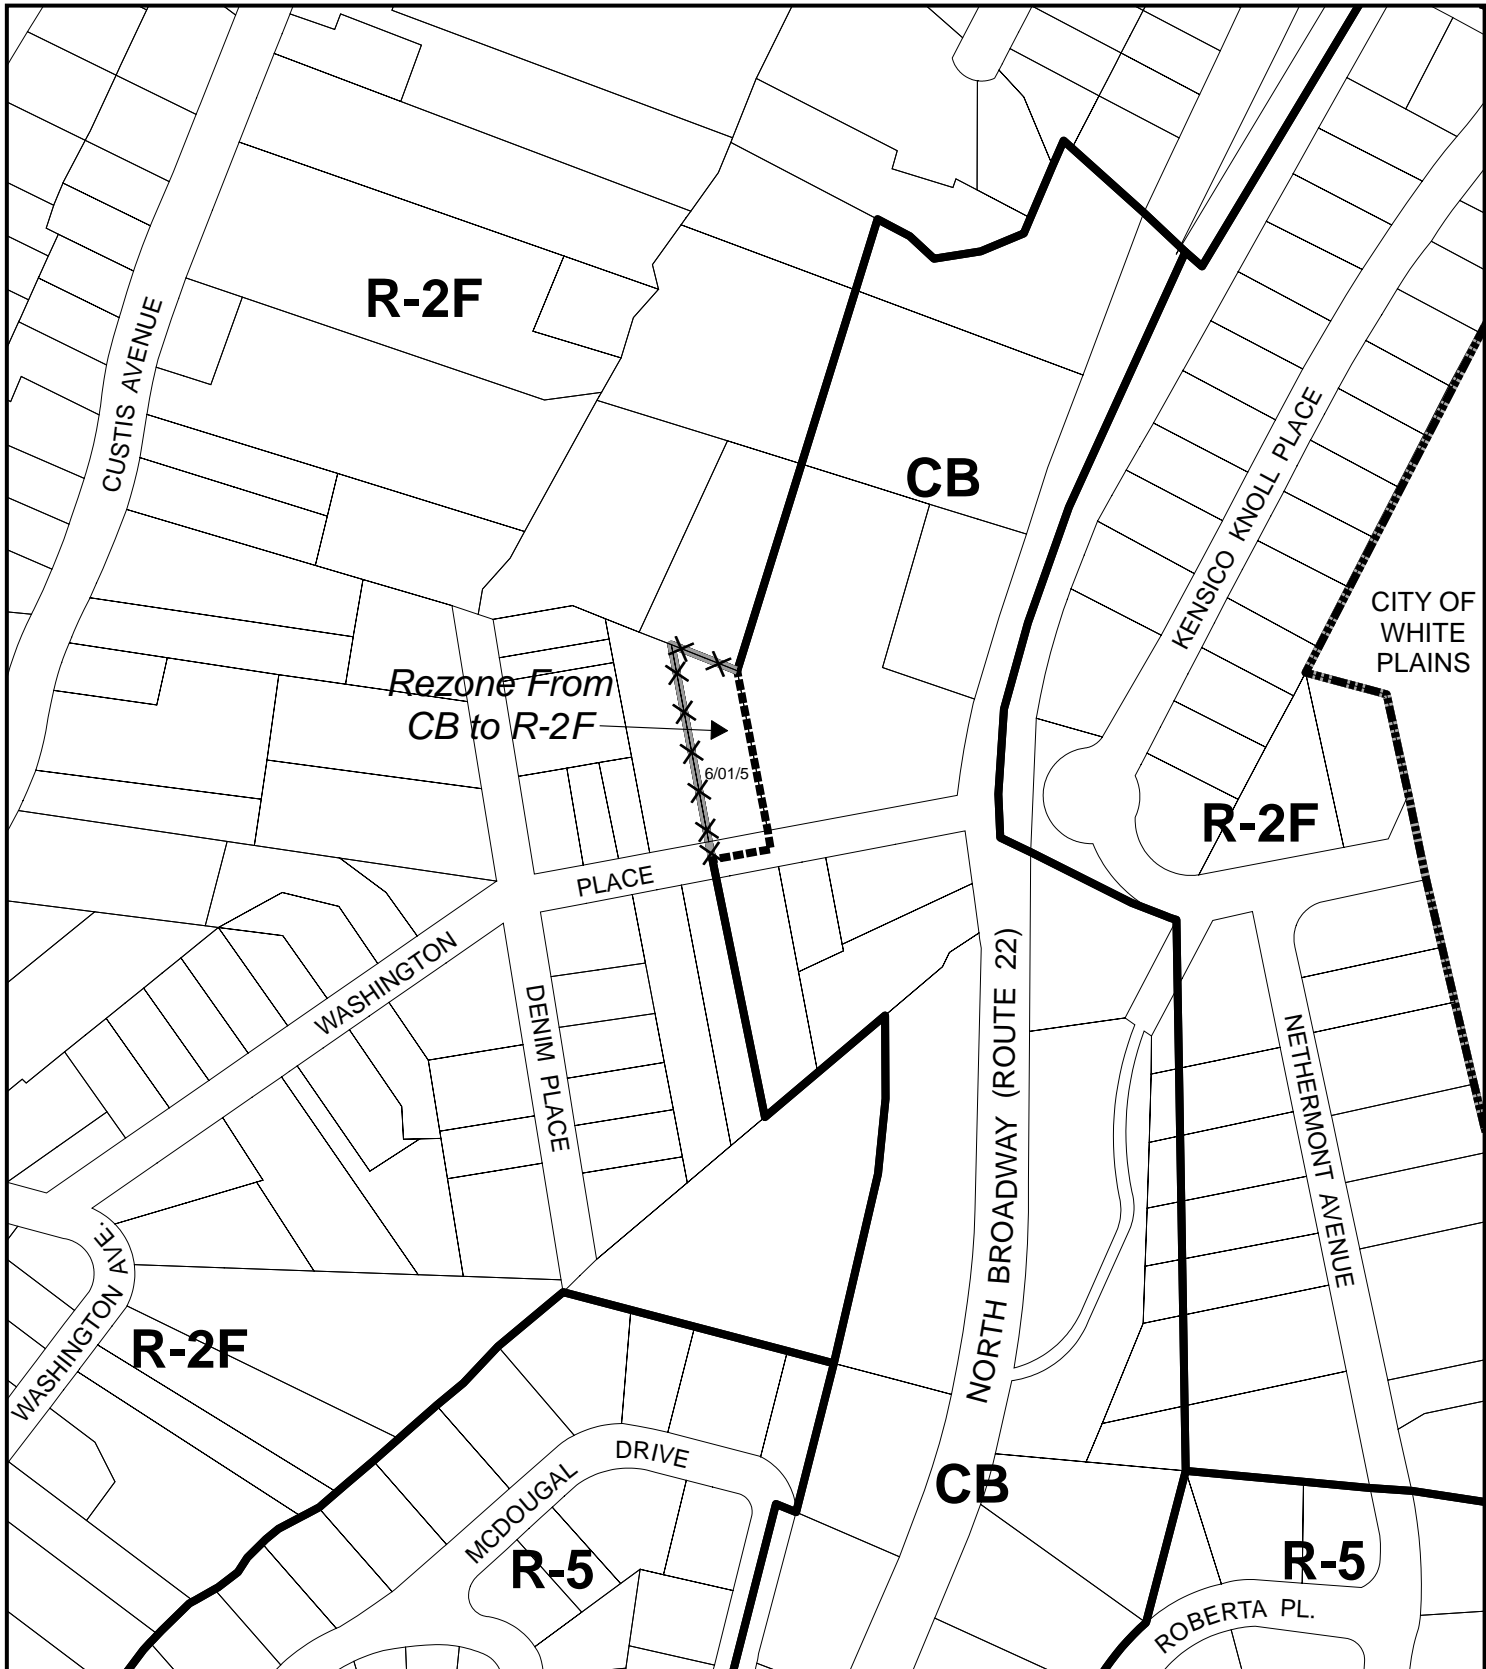 R-2F
CUSTIS AVENUE
CB
KENSICO KNOLL PLACE
CITY OF
WHITE
PLAINS
Rezone From
CB to R-2F
6/01/5
R-2F
PLACE
WASHINGTON
DENIM PLACE
NORTH BROADWAY (ROUTE 22)
NETHERMONT AVENUE
WASHINGTON AVE.
R-2F
DRIVE
MCDOUGAL
CB
R-5
R-5
ROBERTA PL.